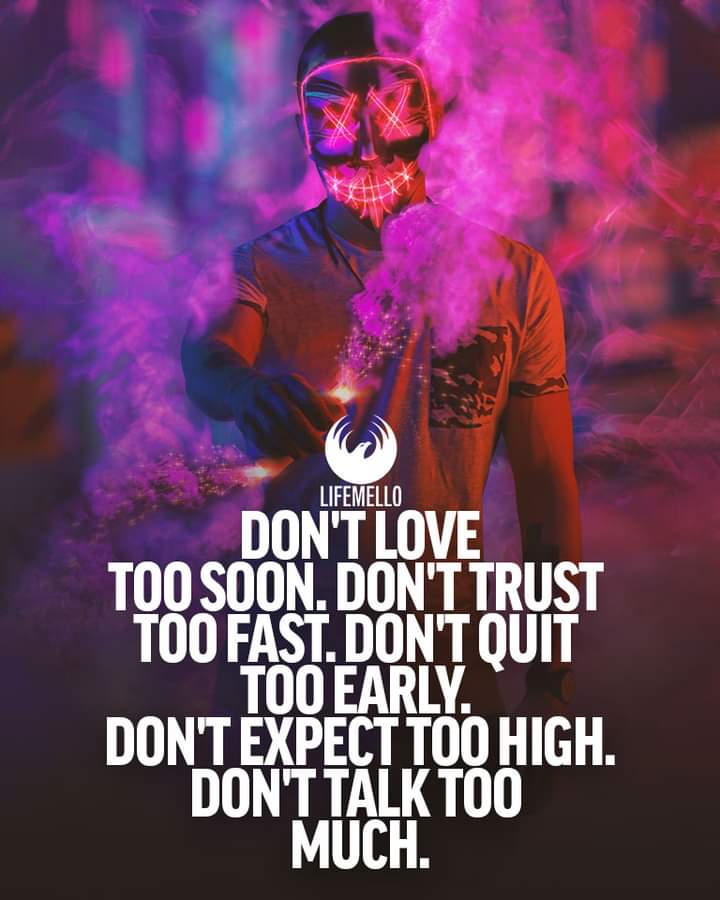 LIFEMELLO
DON'T LOVE
TOO SOON. DON'T TRUST
TOO FAST. DON'T QUIT
TOO EARLY.
DON'T EXPECT TOO HIGH.
DON'T TALK TOO
MUCH.